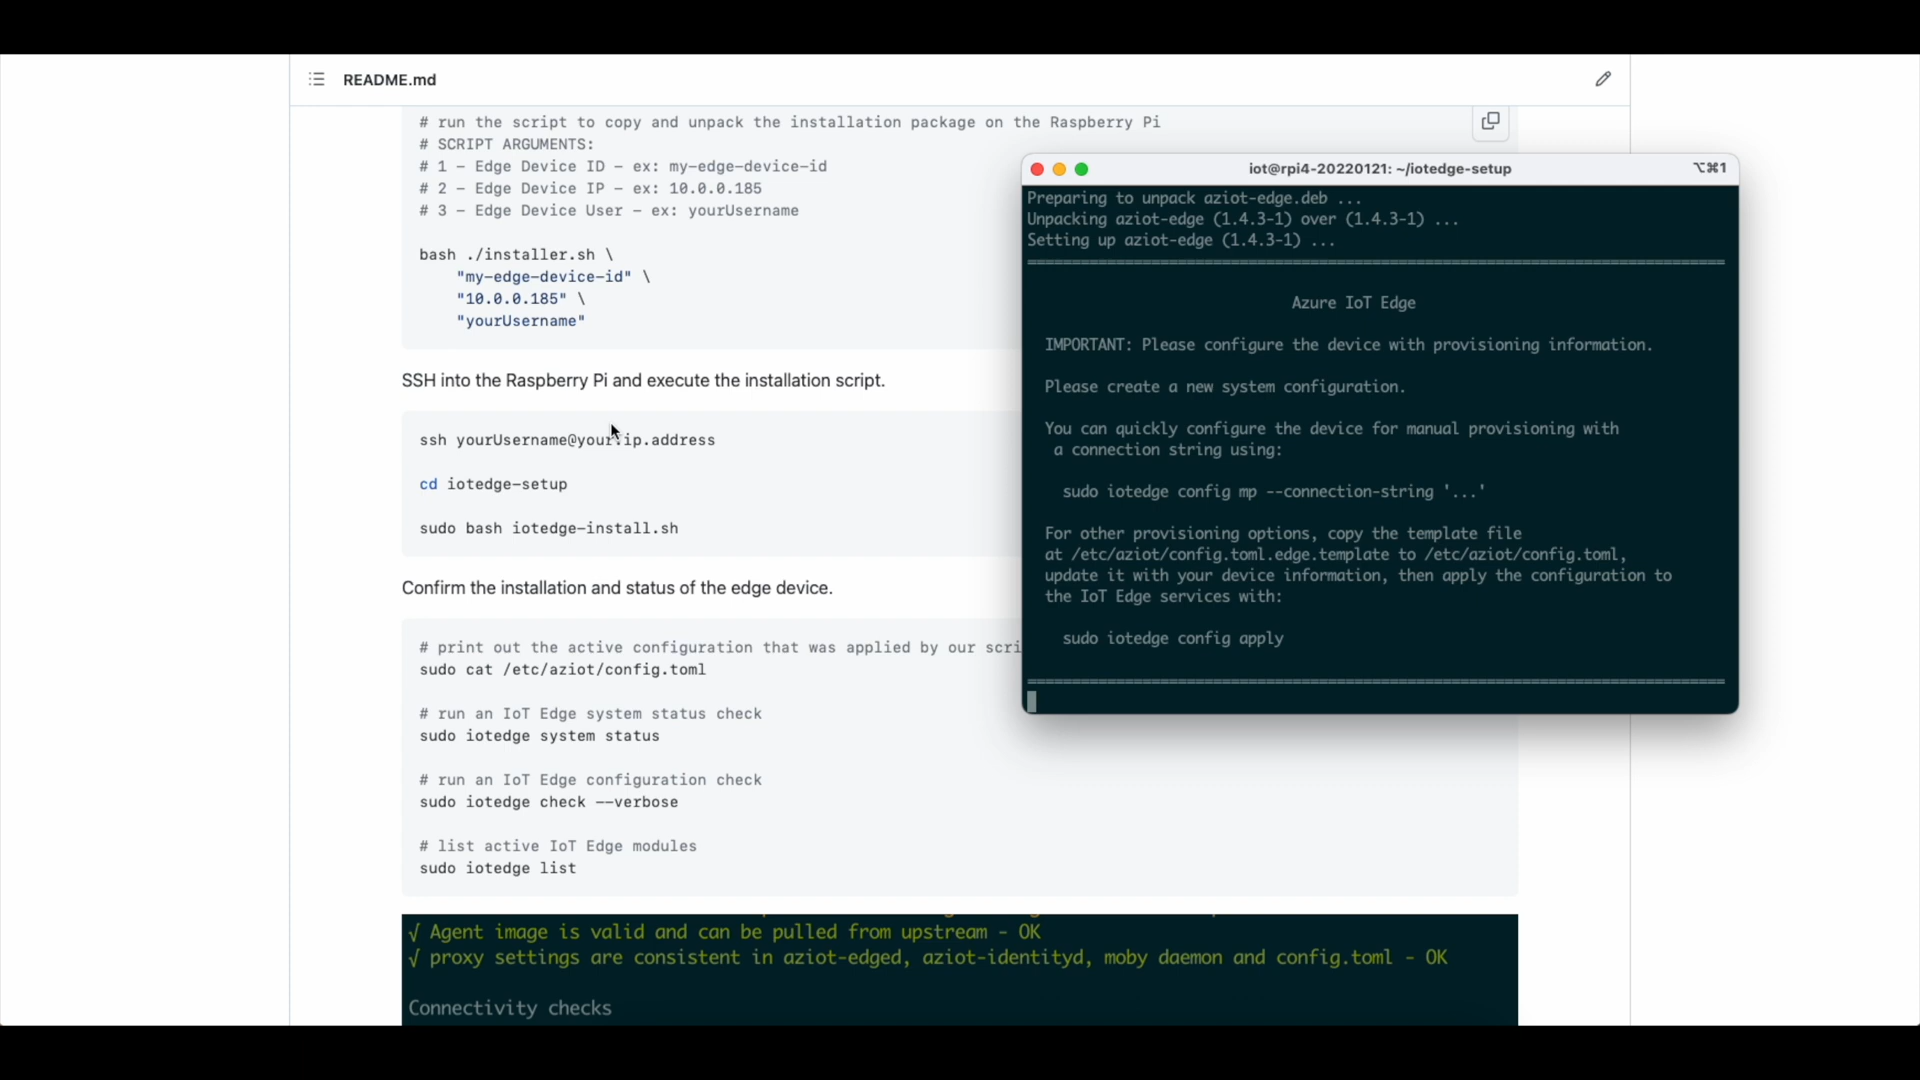 README.md
# run the script to copy and unpack the installation package on the Raspberry Pi
# SCRIPT ARGUMENTS:
# 1 – Edge Device ID – ex: my-edge-device-id
# 2 – Edge Device IP – ex: 10.0.0.185
# 3 – Edge Device User – ex: yourUsername
bash ./installer.sh \
"my-edge-device-id" \
"10.0.0.185" \
"yourUsername"
SSH into the Raspberry Pi and execute the installation script.
ssh yourUsername@your.ip.address
cd iotedge-setup
sudo bash iotedge-install.sh
Confirm the installation and status of the edge device.
# print out the active configuration that was applied by our scri
sudo cat /etc/aziot/config.toml
# run an IoT Edge system status check
sudo iotedge system status
# run an IoT Edge configuration check
sudo iotedge check --verbose
# list active IoT Edge modules
sudo iotedge list
√ Agent image is valid and can be pulled from upstream - OK
√ proxy settings are consistent in aziot-edged, aziot-identityd, moby daemon and config.toml - OK
Connectivity checks
iot@rpi4-20220121: ~/iotedge-setup
⌥⌘1
Preparing to unpack aziot-edge.deb ...
Unpacking aziot-edge (1.4.3-1) over (1.4.3-1) ...
Setting up aziot-edge (1.4.3-1) ...
Azure IoT Edge
IMPORTANT: Please configure the device with provisioning information.
Please create a new system configuration.
You can quickly configure the device for manual provisioning with
a connection string using:
sudo iotedge config mp --connection-string '...'
For other provisioning options, copy the template file
at /etc/aziot/config.toml.edge.template to /etc/aziot/config.toml,
update it with your device information, then apply the configuration to
the IoT Edge services with:
sudo iotedge config apply